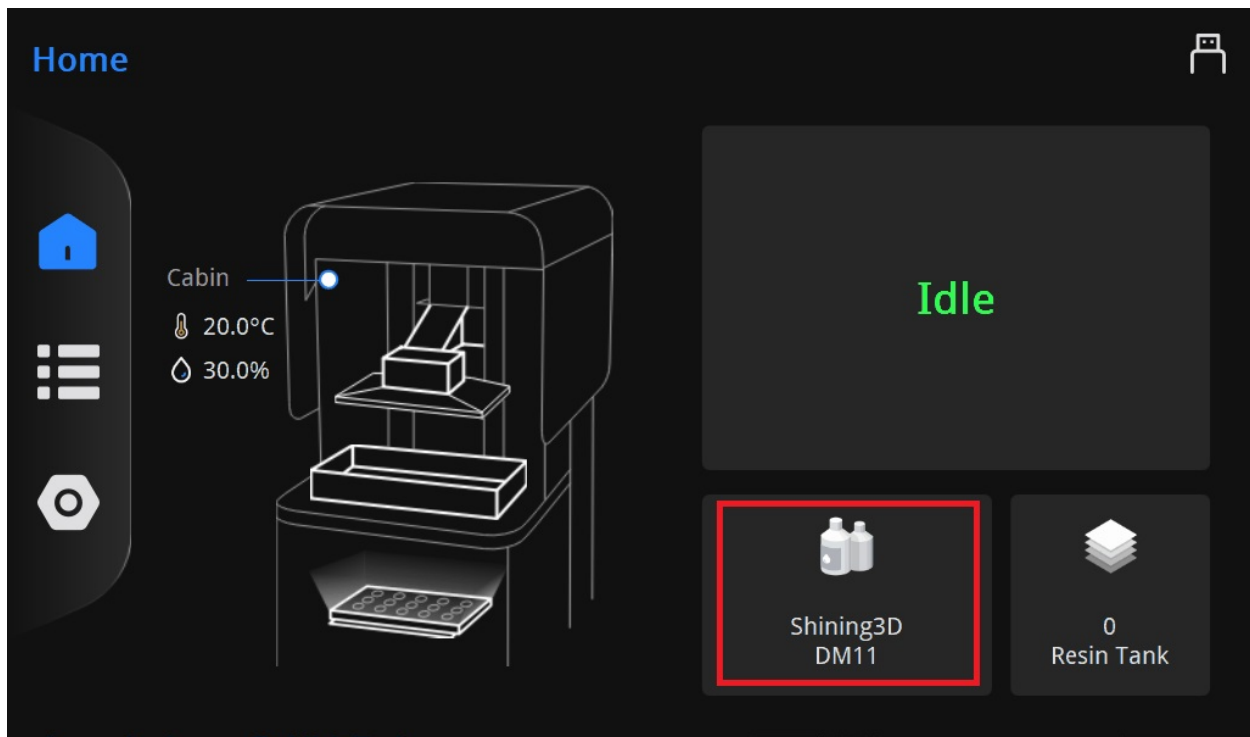 Home
Cabin
20.0°C
30.0%
Idle
Shining3D
DM11
0
Resin Tank